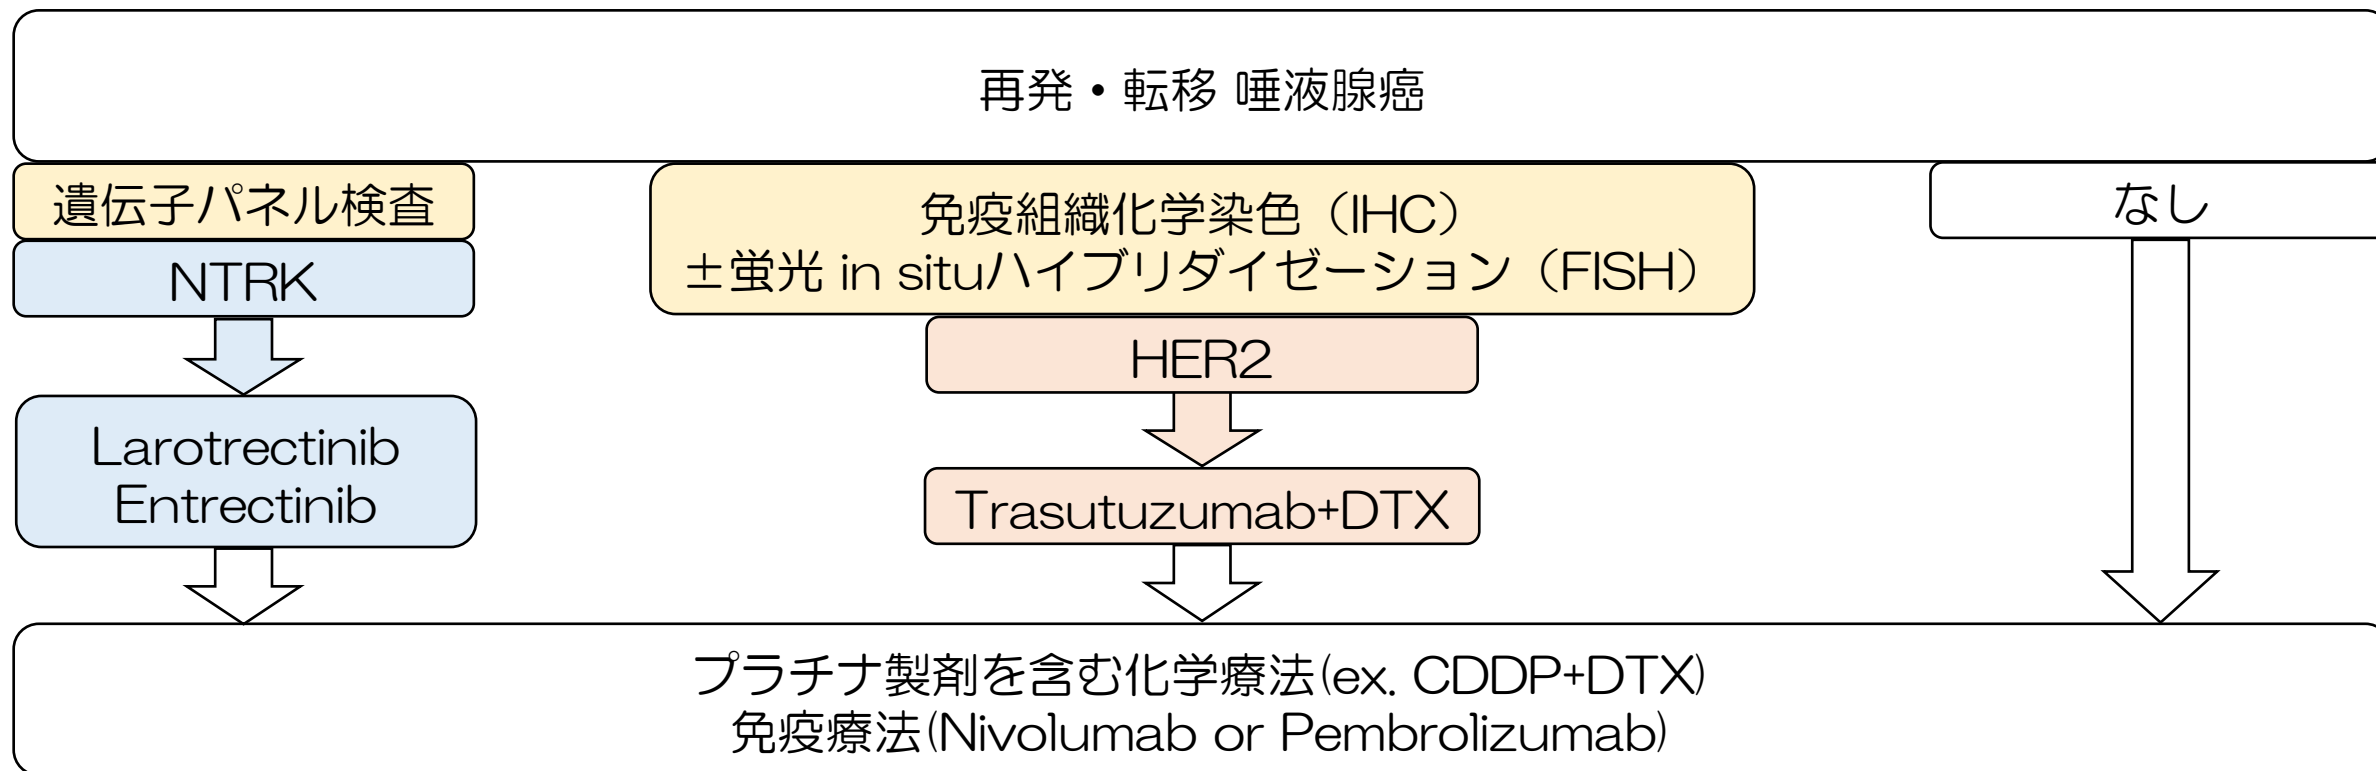 再発・転移 唾液腺癌
遺伝子パネル検査
NTRK
Larotrectinib
Entrectinib
免疫組織化学染色（IHC）
±蛍光 in situハイブリダイゼーション（FISH）
HER2
Trasutuzumab+DTX
なし
プラチナ製剤を含む化学療法(ex. CDDP+DTX)
免疫療法(Nivolumab or Pembrolizumab)